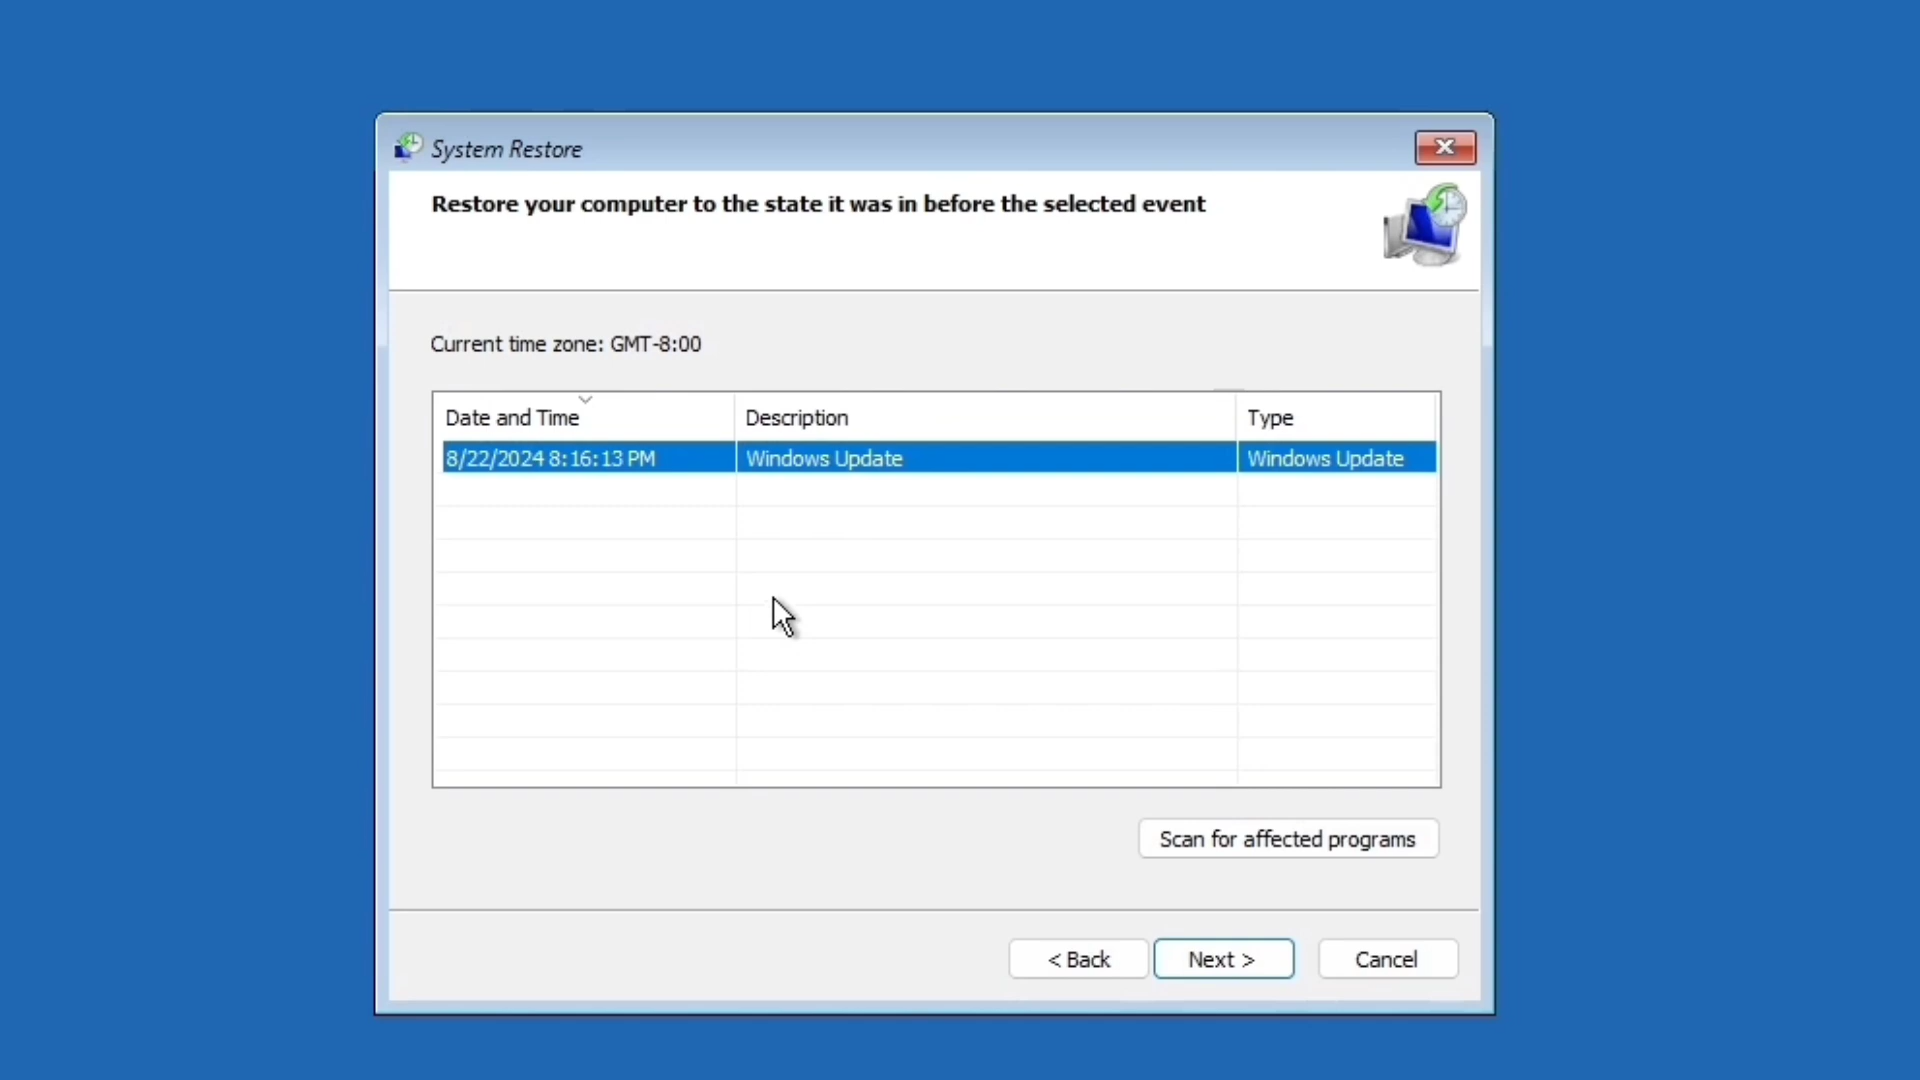 System Restore
Restore your computer to the state it was in before the selected event
Current time zone: GMT-8:00
Date and Time Description Type
8/22/2024 8:16:13 PM Windows Update Windows Update
Scan for affected programs
< Back Next > Cancel